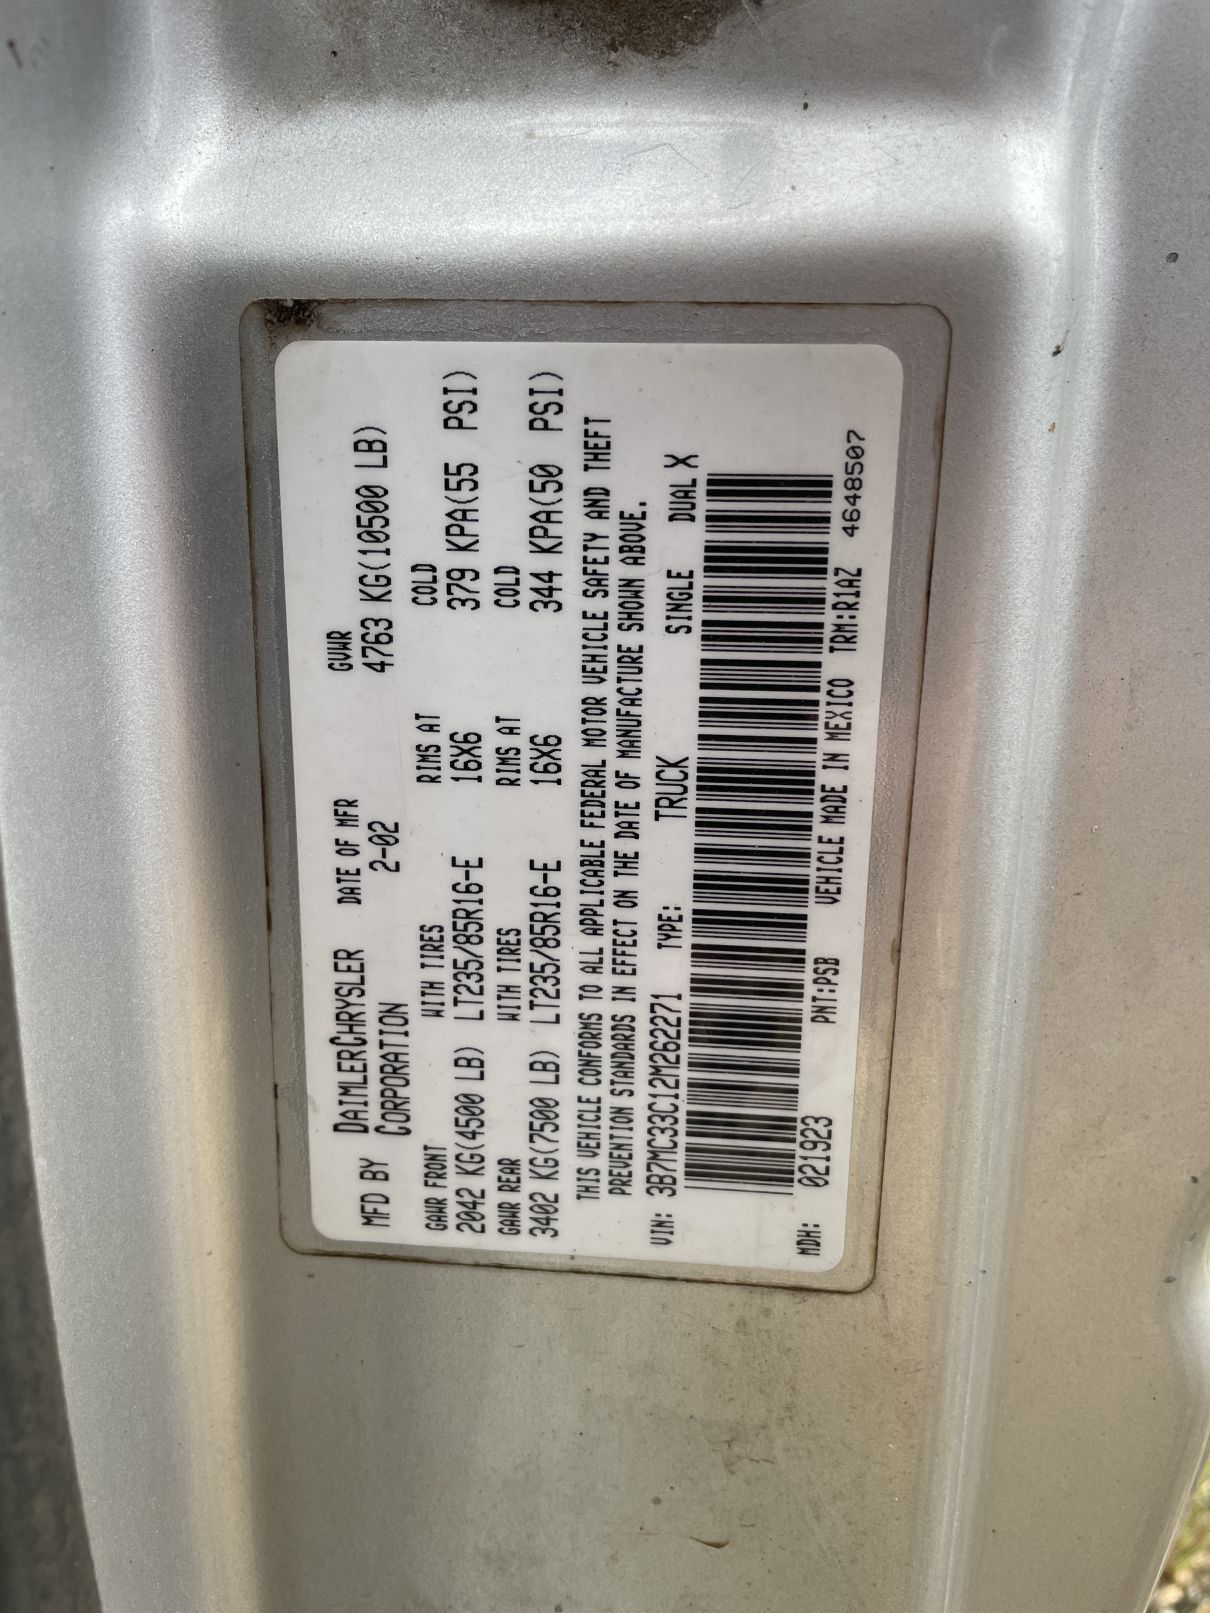 MFD BY DAIMLERCHRYSLER DATE OF MFR GVWR
CORPORATION 2-02 4763 KG(10500 LB)
GAWR FRONT WITH TIRES RIMS AT COLD
2042 KG(4500 LB) LT235/85R16-E 16X6 379 KPA(55 PSI)
GAWR REAR WITH TIRES RIMS AT COLD
3402 KG(7500 LB) LT235/85R16-E 16X6 344 KPA(50 PSI)
THIS VEHICLE CONFORMS TO ALL APPLICABLE FEDERAL MOTOR VEHICLE SAFETY AND THEFT
PREVENTION STANDARDS IN EFFECT ON THE DATE OF MANUFACTURE SHOWN ABOVE.
VIN: 3B7MC33C12M262271 TYPE: TRUCK SINGLE DUAL X
MDH: 021923 PNT:PSB VEHICLE MADE IN MEXICO TRM:R1AZ 4648507